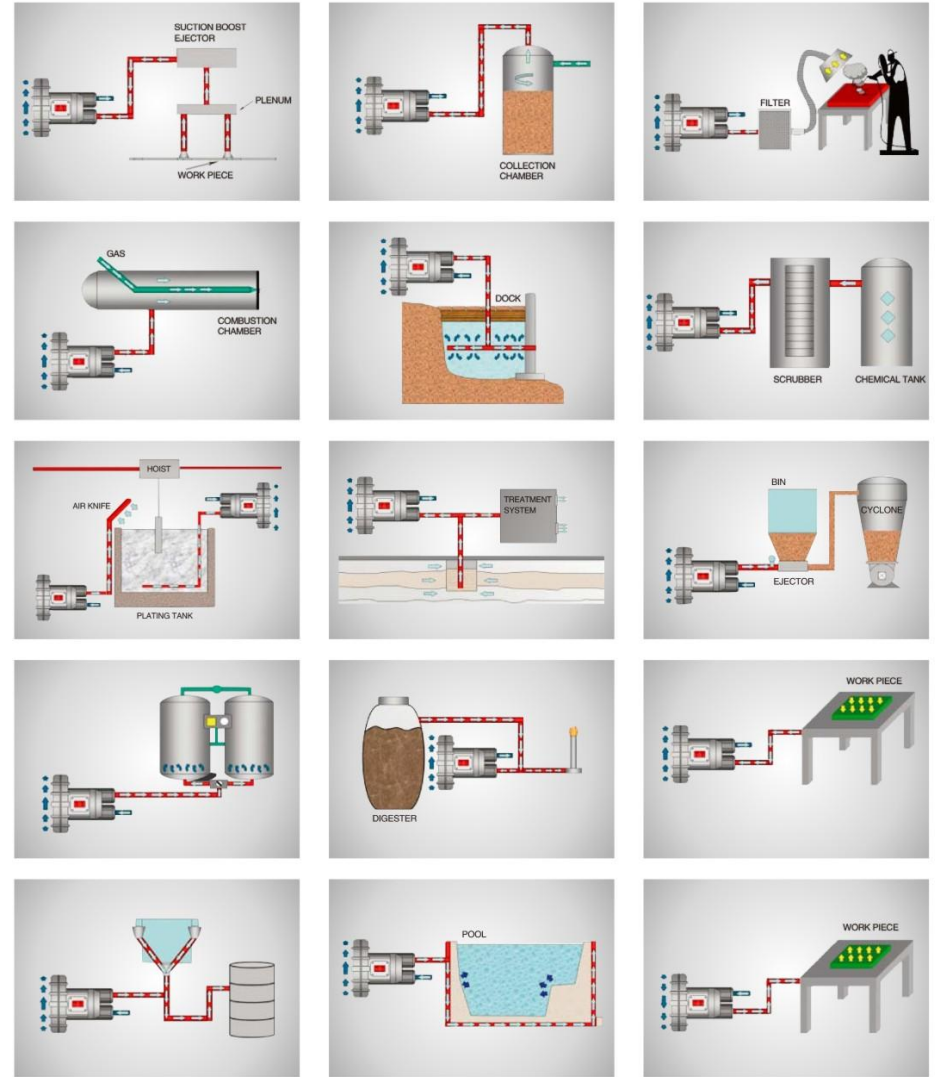 SUCTION BOOST
EJECTOR
PLENUM
WORK PIECE
COLLECTION
CHAMBER
FILTER
GAS
COMBUSTION
CHAMBER
DOCK
SCRUBBER
CHEMICAL TANK
HOIST
AIR KNIFE
PLATING TANK
TREATMENT
SYSTEM
BIN
CYCLONE
EJECTOR
DIGESTER
WORK PIECE
POOL
WORK PIECE